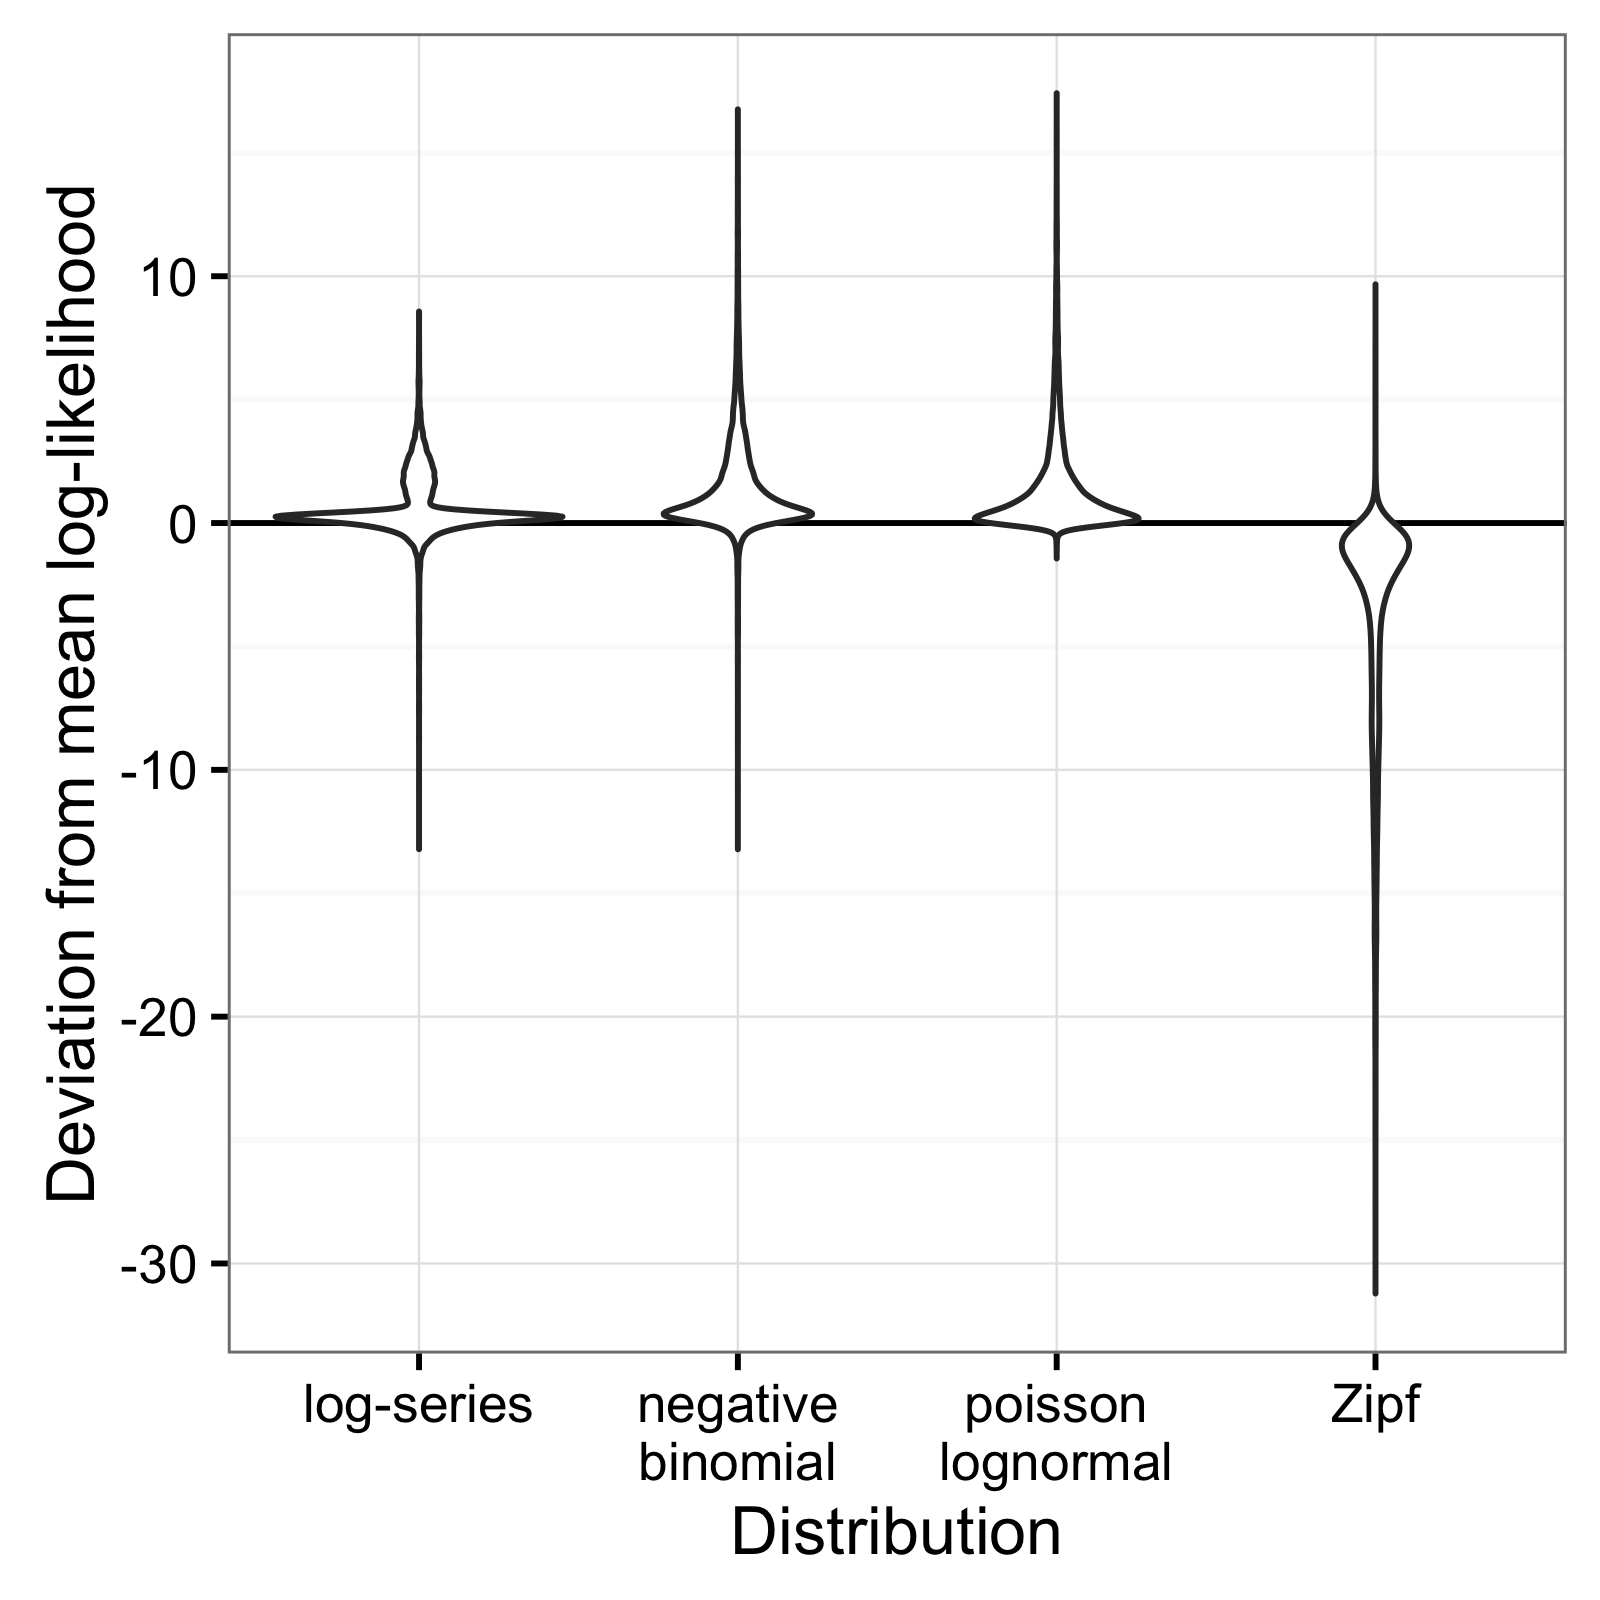 Deviation from mean log-likelihood
10
0
-10
-20
-30
log-series
negative
binomial
poisson
lognormal
Zipf
Distribution